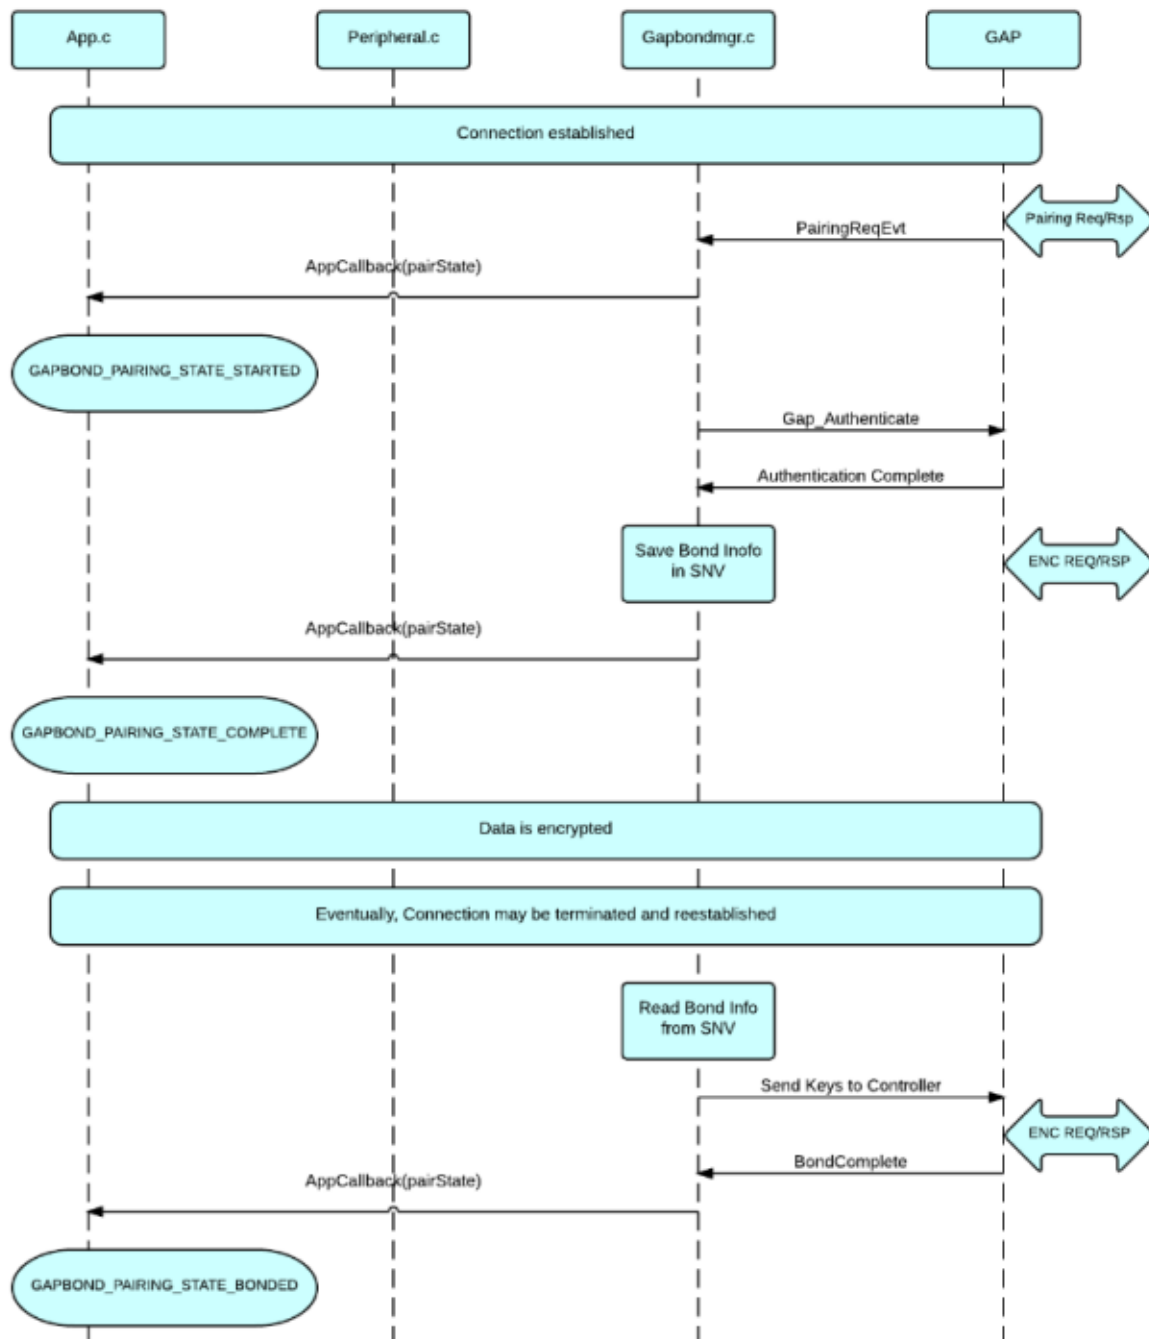 App.c
Peripheral.c
Gapbondmgr.c
GAP
Connection established
Pairing Req/Rsp
PairingReqEvt
AppCallback(pairState)
GAPBOND_PAIRING_STATE_STARTED
Gap_Authenticate
Authentication Complete
Save Bond Inofo
in SNV
ENC REQ/RSP
AppCallback(pairState)
GAPBOND_PAIRING_STATE_COMPLETE
Data is encrypted
Eventually, Connection may be terminated and reestablished
Read Bond Info
from SNV
Send Keys to Controller
ENC REQ/RSP
BondComplete
AppCallback(pairState)
GAPBOND_PAIRING_STATE_BONDED